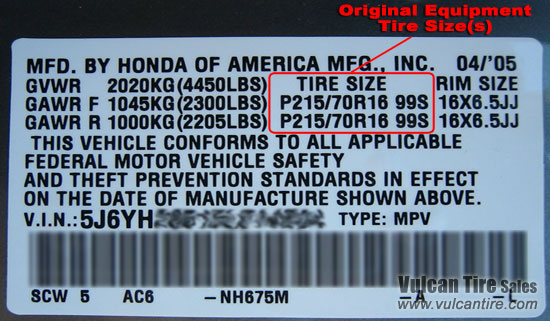 Original Equipment
Tire Size(s)
MFD. BY HONDA OF AMERICA MFG., INC. 04/'05
GVWR 2020KG(4450LBS) TIRE SIZE RIM SIZE
GAWR F 1045KG(2300LBS) P215/70R16 99S 16X6.5JJ
GAWR R 1000KG(2205LBS) P215/70R16 99S 16X6.5JJ
THIS VEHICLE CONFORMS TO ALL APPLICABLE
FEDERAL MOTOR VEHICLE SAFETY
AND THEFT PREVENTION STANDARDS IN EFFECT
ON THE DATE OF MANUFACTURE SHOWN ABOVE.
V.I.N.: 5J6YH TYPE: MPV
SCW 5 AC6 -NH675M -A -L
Vulcan Tire Sales
www.vulcantire.com